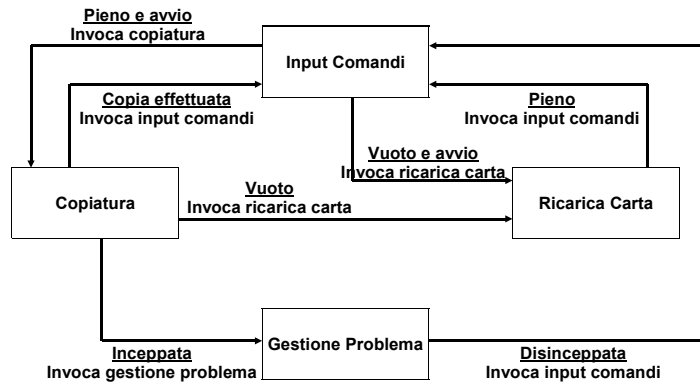 Pieno e avvio
Invoca copiatura
Input Comandi
Copia effettuata
Invoca input comandi
Pieno
Invoca input comandi
Vuoto e avvio
Invoca ricarica carta
Copiatura
Vuoto
Invoca ricarica carta
Ricarica Carta
Gestione Problema
Inceppata
Invoca gestione problema
Disinceppata
Invoca input comandi